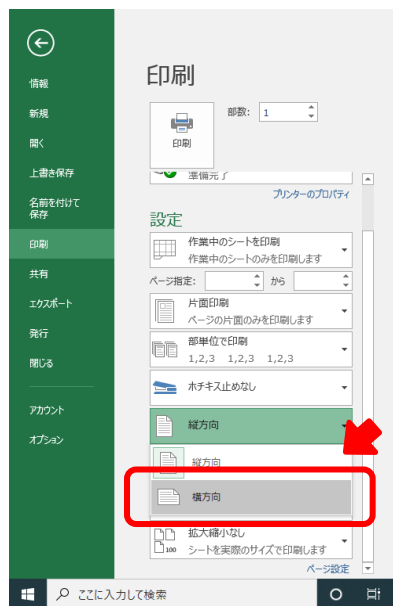 印刷
情報
新規
開く
上書き保存
名前を付けて
保存
印刷
共有
エクスポート
発行
閉じる
アカウント
オプション
部数: 1
印刷
準備完了
プリンターのプロパティ
設定
作業中のシートを印刷
作業中のシートのみを印刷します
ページ指定: から
片面印刷
ページの片面のみを印刷します
部単位で印刷
1,2,3 1,2,3 1,2,3
ホチキス止めなし
縦方向
縦方向
横方向
拡大縮小なし
シートを実際のサイズで印刷します
100
ページ設定
ここに入力して検索